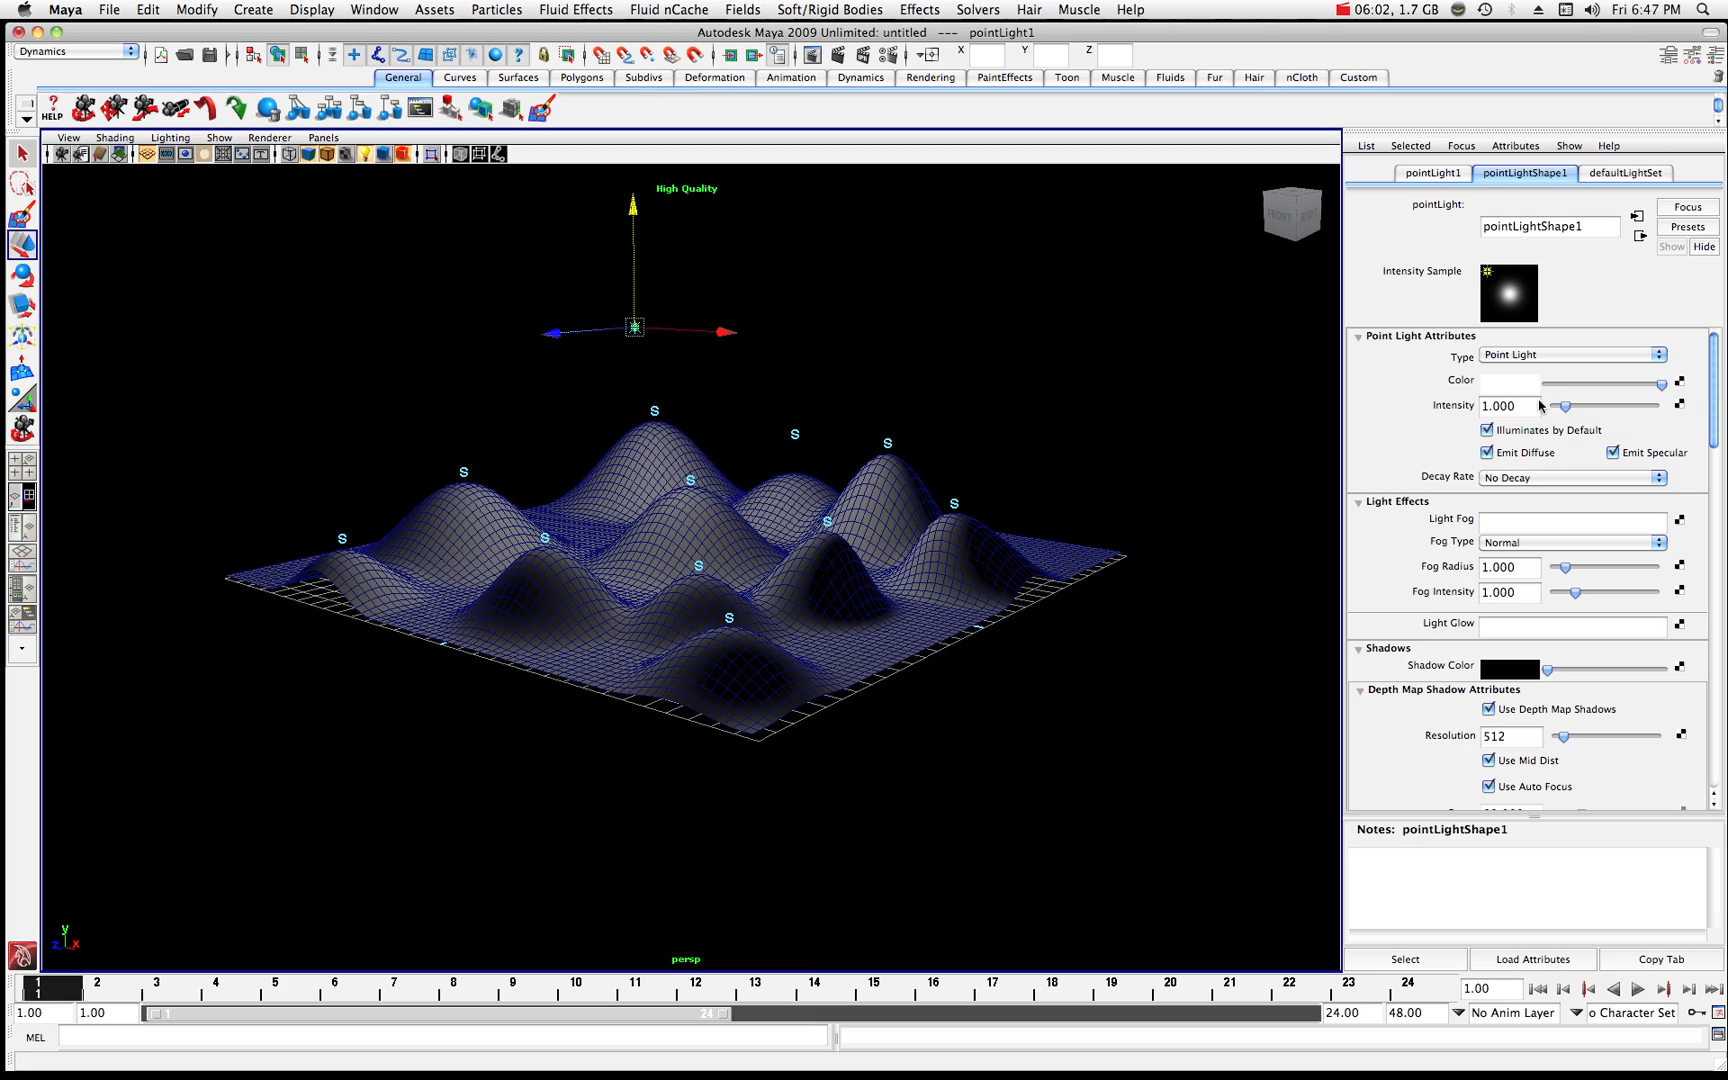 Maya File Edit Modify Create Display Window Assets Particles Fluid Effects Fluid nCache Fields Soft/Rigid Bodies Effects Solvers Hair Muscle Help 06:02, 1.7 GB Fri 6:47 PM
Autodesk Maya 2009 Unlimited: untitled --- pointLight1
Dynamics X Y Z
General Curves Surfaces Polygons Subdivs Deformation Animation Dynamics Rendering PaintEffects Toon Muscle Fluids Fur Hair nCloth Custom
HELP
View Shading Lighting Show Renderer Panels
List Selected Focus Attributes Show Help
pointLight1 pointLightShape1 defaultLightSet
High Quality
FRONT RIGHT
pointLight: pointLightShape1
Focus
Presets
Show Hide
Intensity Sample
Point Light Attributes
Type Point Light
Color
Intensity 1.000
Illuminates by Default
Emit Diffuse Emit Specular
Decay Rate No Decay
Light Effects
Light Fog
Fog Type Normal
Fog Radius 1.000
Fog Intensity 1.000
Light Glow
Shadows
Shadow Color
Depth Map Shadow Attributes
Use Depth Map Shadows
Resolution 512
Use Mid Dist
Use Auto Focus
Notes: pointLightShape1
Select Load Attributes Copy Tab
S
S
S
S
S
S
S
S
S
S
S
y
z x
persp
1 2 3 4 5 6 7 8 9 10 11 12 13 14 15 16 17 18 19 20 21 22 23 24
1 1.00
1.00 1.00 1 24 24.00 48.00 No Anim Layer o Character Set
MEL